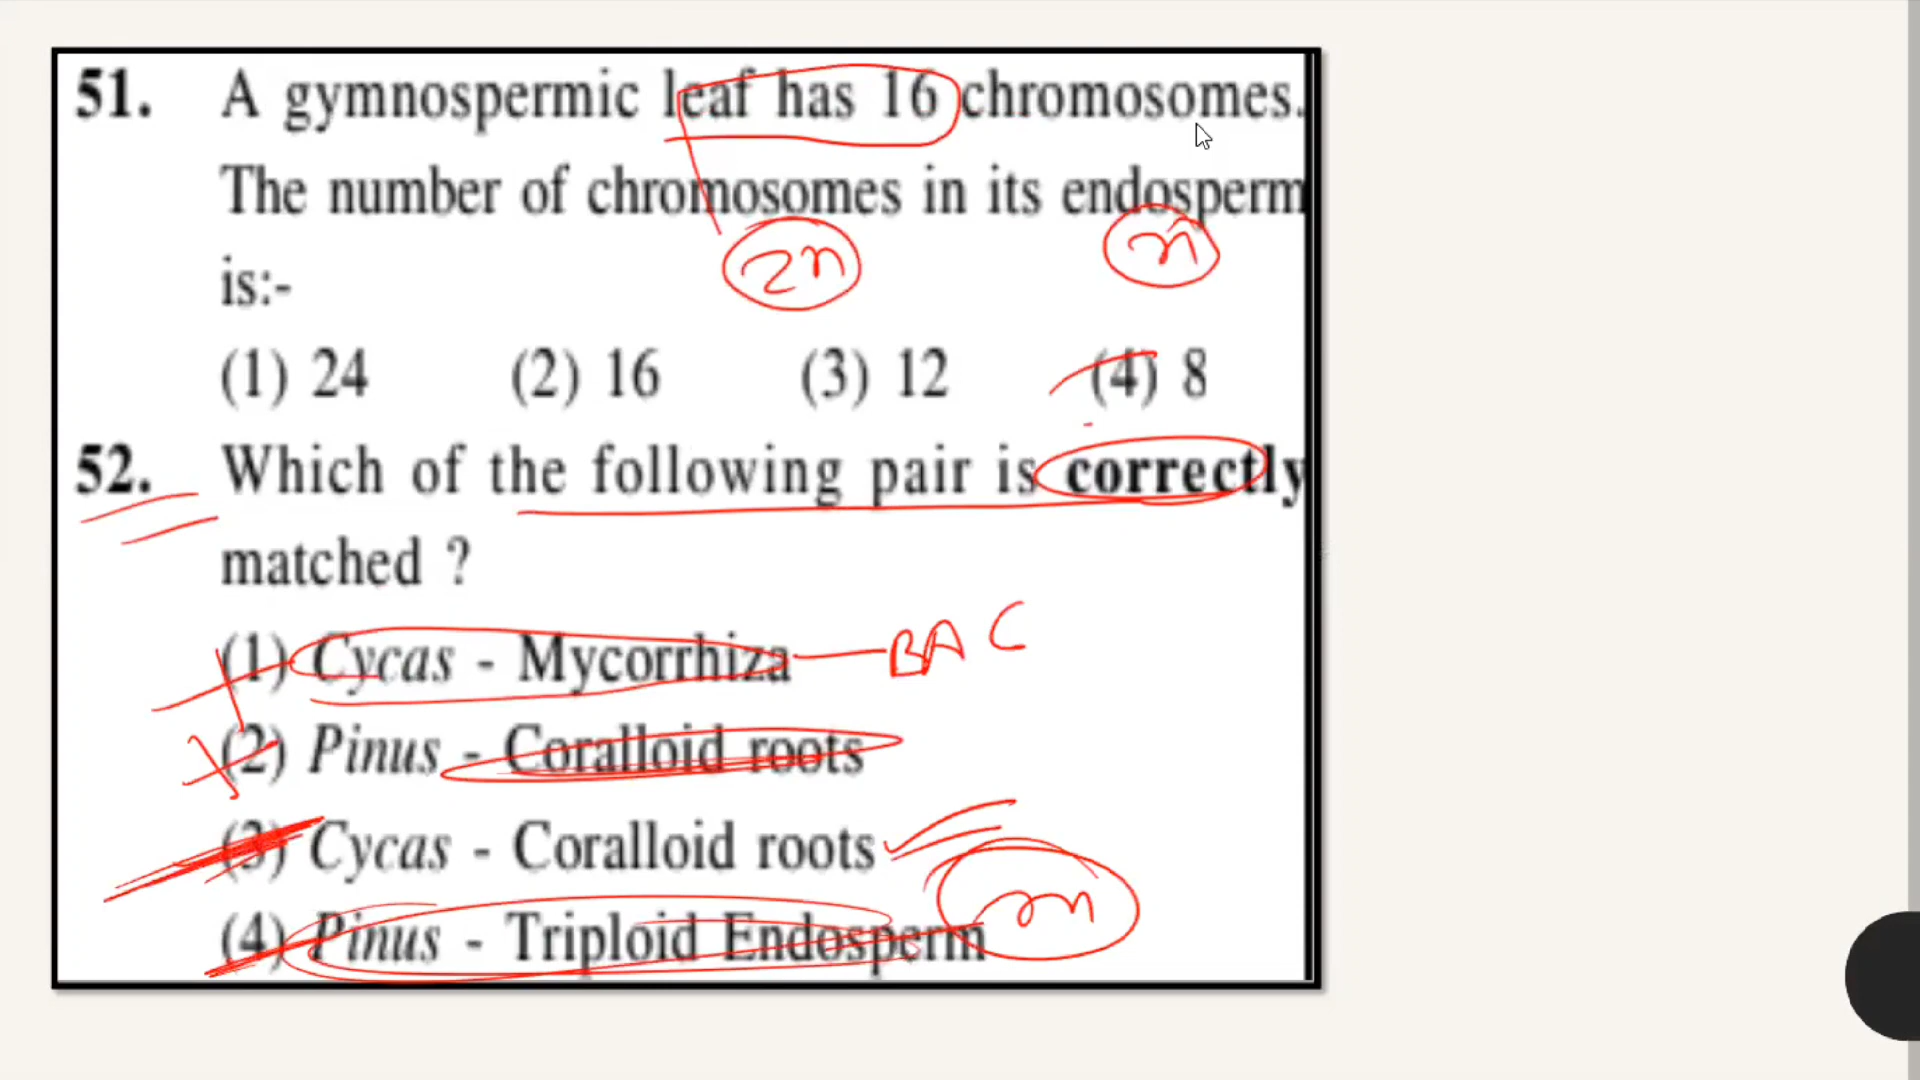 51. A gymnospermic leaf has 16 chromosomes.
The number of chromosomes in its endosperm
2n n
is:-
(1) 24 (2) 16 (3) 12 (4) 8
52. Which of the following pair is correctly
matched ?
(1) Cycas - Mycorrhiza BAC
(2) Pinus - Coralloid roots
(3) Cycas - Coralloid roots
(4) Pinus - Triploid Endosperm